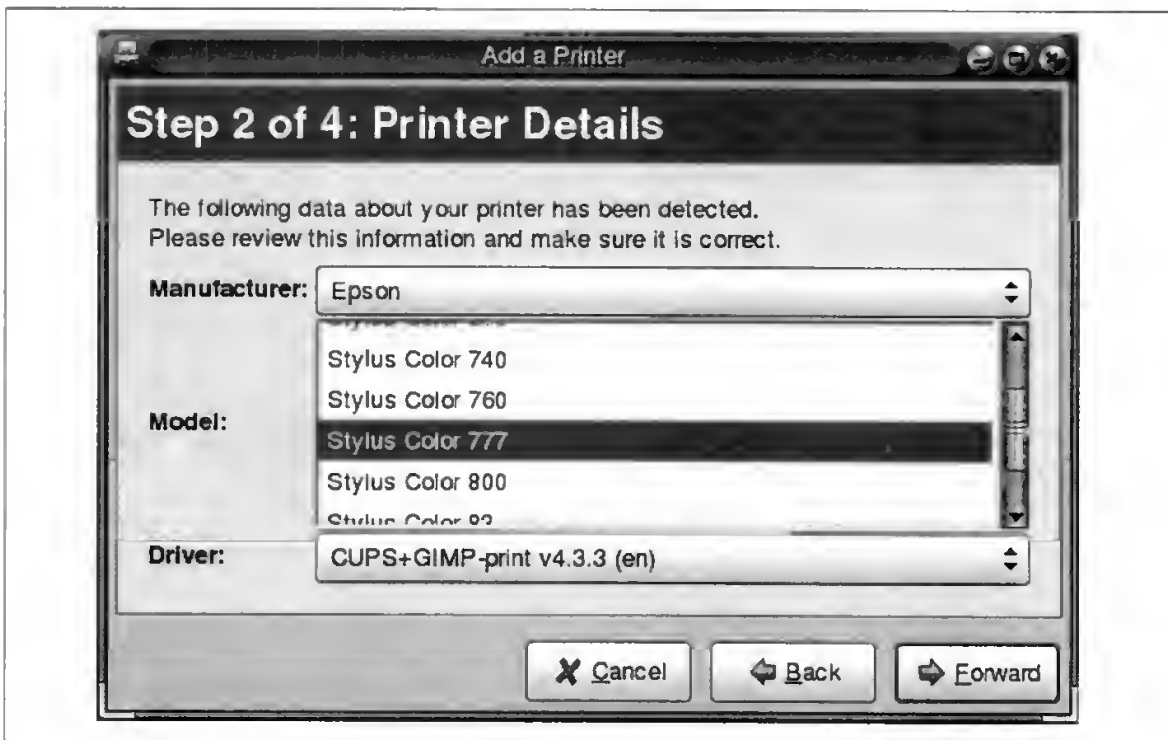 Add a Printer
Step 2 of 4: Printer Details
The following data about your printer has been detected.
Please review this information and make sure it is correct.
Manufacturer: Epson
Stylus Color 740
Stylus Color 760
Model:
Stylus Color 777
Stylus Color 800
Stylus Color
Driver: CUPS+GIMP-print v4.3.3 (en)
Cancel Back Forward